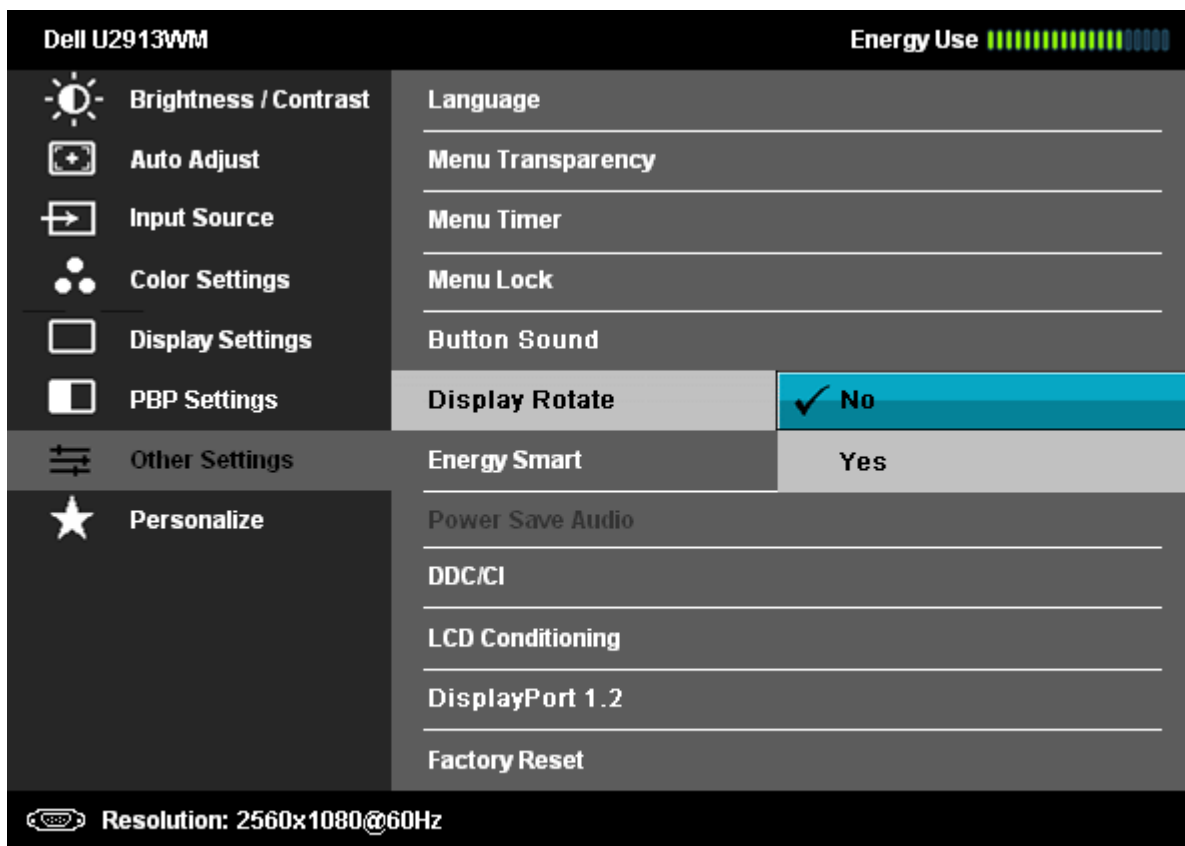 Dell U2913WM
Energy Use
Brightness / Contrast
Auto Adjust
Input Source
Color Settings
Display Settings
PBP Settings
Other Settings
Personalize
Language
Menu Transparency
Menu Timer
Menu Lock
Button Sound
Display Rotate
No
Yes
Energy Smart
Power Save Audio
DDC/CI
LCD Conditioning
DisplayPort 1.2
Factory Reset
Resolution: 2560x1080@60Hz